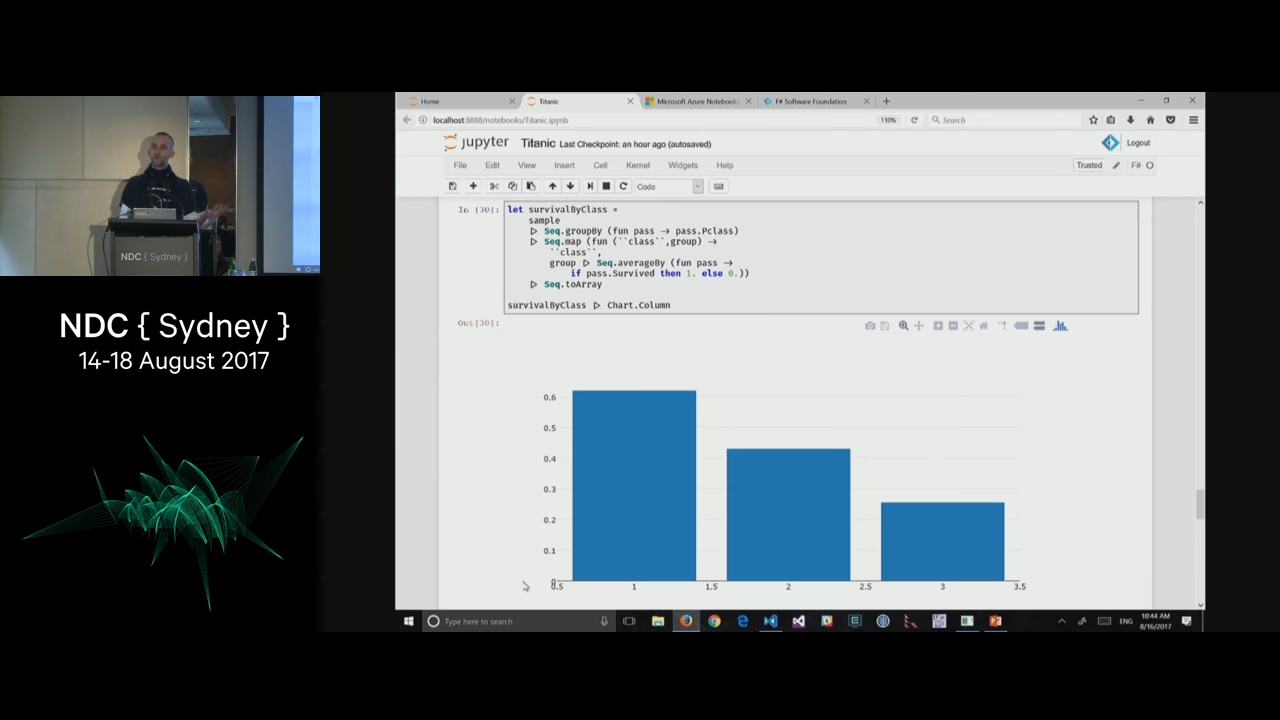 NDC { Sydney }
NDC { Sydney }
14-18 August 2017
Home
Titanic
Microsoft Azure Notebooks
F# Software Foundation
localhost:8888/notebooks/Titanic.ipynb
110%
Search
jupyter Titanic Last Checkpoint: an hour ago (autosaved)
Logout
File Edit View Insert Cell Kernel Widgets Help
Trusted
F#
Code
In [30]: let survivalByClass =
sample
▷ Seq.groupBy (fun pass → pass.Pclass)
▷ Seq.map (fun (``class``,group) →
``class``,
group ▷ Seq.averageBy (fun pass →
if pass.Survived then 1. else 0.))
▷ Seq.toArray
survivalByClass ▷ Chart.Column
Out[30]:
0.6
0.5
0.4
0.3
0.2
0.1
0
0.5 1 1.5 2 2.5 3 3.5
Type here to search
ENG
10:44 AM
8/16/2017